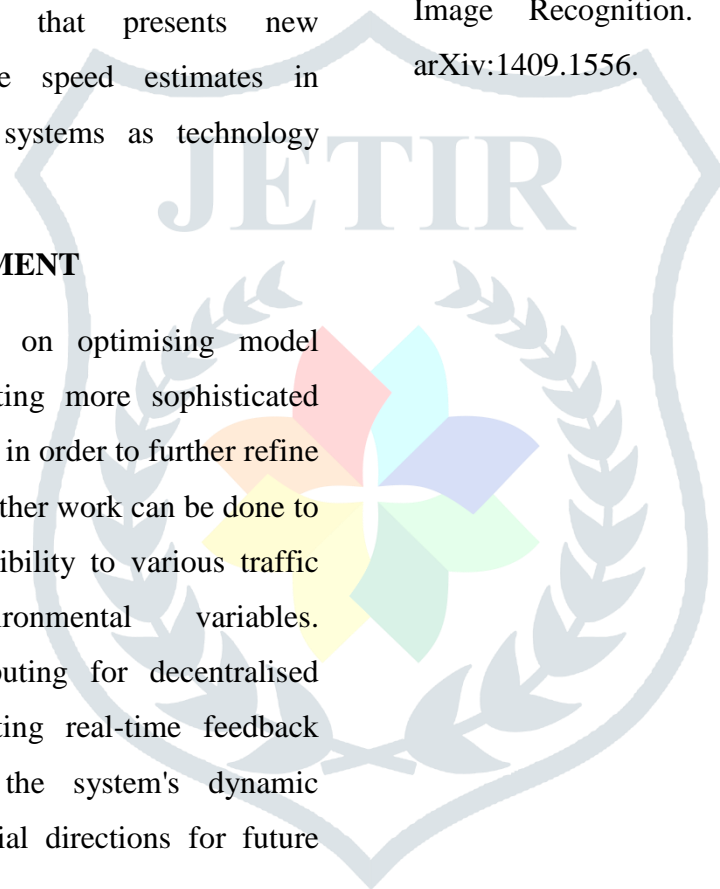 that presents new
speed estimates in
systems as technology
MENT
on optimising model
ting more sophisticated
in order to further refine
ther work can be done to
ibility to various traffic
ironmental variables.
puting for decentralised
ting real-time feedback
the system's dynamic
ial directions for future
Image Recognition.
arXiv:1409.1556.
JETIR